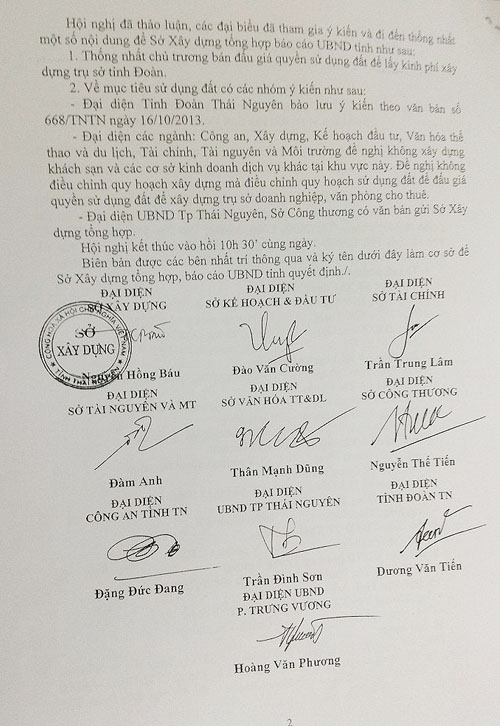 Hội nghị đã thảo luận, các đại biểu đã tham gia ý kiến và đi đến thống nhất
một số nội dung để Sở Xây dựng tổng hợp báo cáo UBND tỉnh như sau:
1. Thống nhất chủ trương bán đấu giá quyền sử dụng đất để lấy kinh phí xây
dựng trụ sở tỉnh Đoàn.
2. Về mục tiêu sử dụng đất có các nhóm ý kiến như sau:
- Đại diện Tỉnh Đoàn Thái Nguyên bảo lưu ý kiến theo văn bản số
668/TNTN ngày 16/10/2013.
- Đại diện các ngành: Công an, Xây dựng, Kế hoạch đầu tư, Văn hóa thể
thao và du lịch, Tài chính, Tài nguyên và Môi trường đề nghị không xây dựng
khách sạn và các cơ sở kinh doanh dịch vụ khác tại khu vực này. Đề nghị không
điều chỉnh quy hoạch xây dựng mà điều chỉnh quy hoạch sử dụng đất để đấu giá
quyền sử dụng đất xây dựng trụ sở doanh nghiệp, văn phòng cho thuê.
- Đại diện UBND Tp Thái Nguyên, Sở Công thương có văn bản gửi Sở Xây
dựng tổng hợp.
Hội nghị kết thúc vào hồi 10h 30' cùng ngày.
Biên bản được các bên nhất trí thông qua và ký tên dưới đây làm cơ sở để
Sở Xây dựng tổng hợp, báo cáo UBND tỉnh quyết định./.
ĐẠI DIỆN ĐẠI DIỆN ĐẠI DIỆN
SỞ XÂY DỰNG SỞ KẾ HOẠCH & ĐẦU TƯ SỞ TÀI CHÍNH
CỘNG HÒA XÃ HỘI CHỦ NGHĨA VIỆT NAM
SỞ
XÂY DỰNG
TỈNH THÁI NGUYÊN
Nguyễn Hồng Báu Đào Văn Cường Trần Trung Lâm
ĐẠI DIỆN ĐẠI DIỆN ĐẠI DIỆN
SỞ TÀI NGUYÊN VÀ MT SỞ VĂN HÓA TT&DL SỞ CÔNG THƯƠNG
Đàm Anh Thân Mạnh Dũng Nguyễn Thế Tiến
ĐẠI DIỆN ĐẠI DIỆN ĐẠI DIỆN
CÔNG AN TỈNH TN UBND TP THÁI NGUYÊN TỈNH ĐOÀN TN
Đặng Đức Đang Trần Đình Sơn Dương Văn Tiến
ĐẠI DIỆN UBND
P. TRƯNG VƯƠNG
Hoàng Văn Phương
2